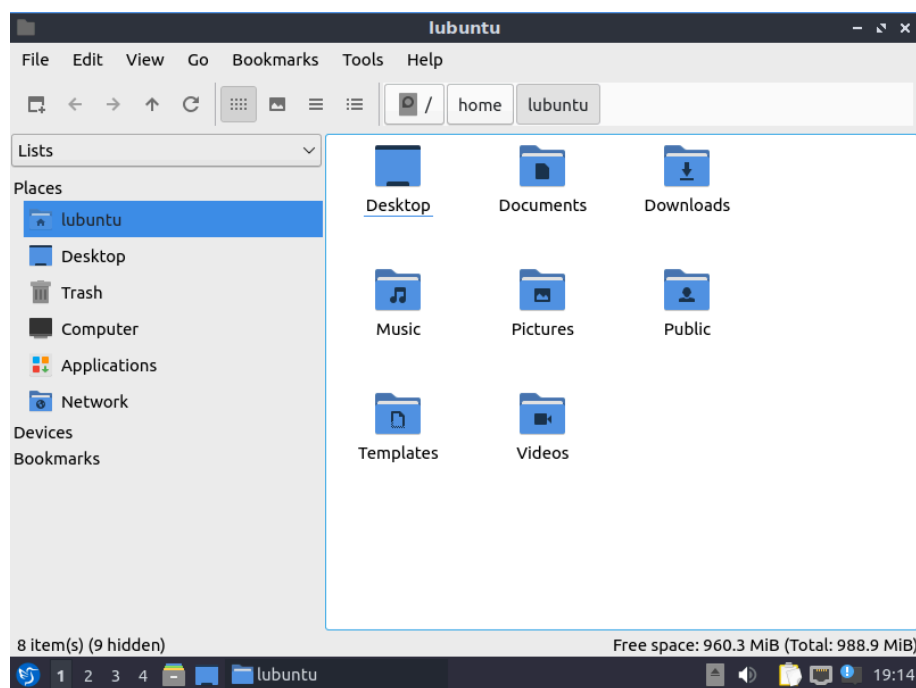 lubuntu
File Edit View Go Bookmarks Tools Help
/ home lubuntu
Lists
Places
lubuntu
Desktop
Trash
Computer
Applications
Network
Devices
Bookmarks
Desktop Documents Downloads
Music Pictures Public
Templates Videos
8 item(s) (9 hidden) Free space: 960.3 MiB (Total: 988.9 MiB)
1 2 3 4 lubuntu 19:14